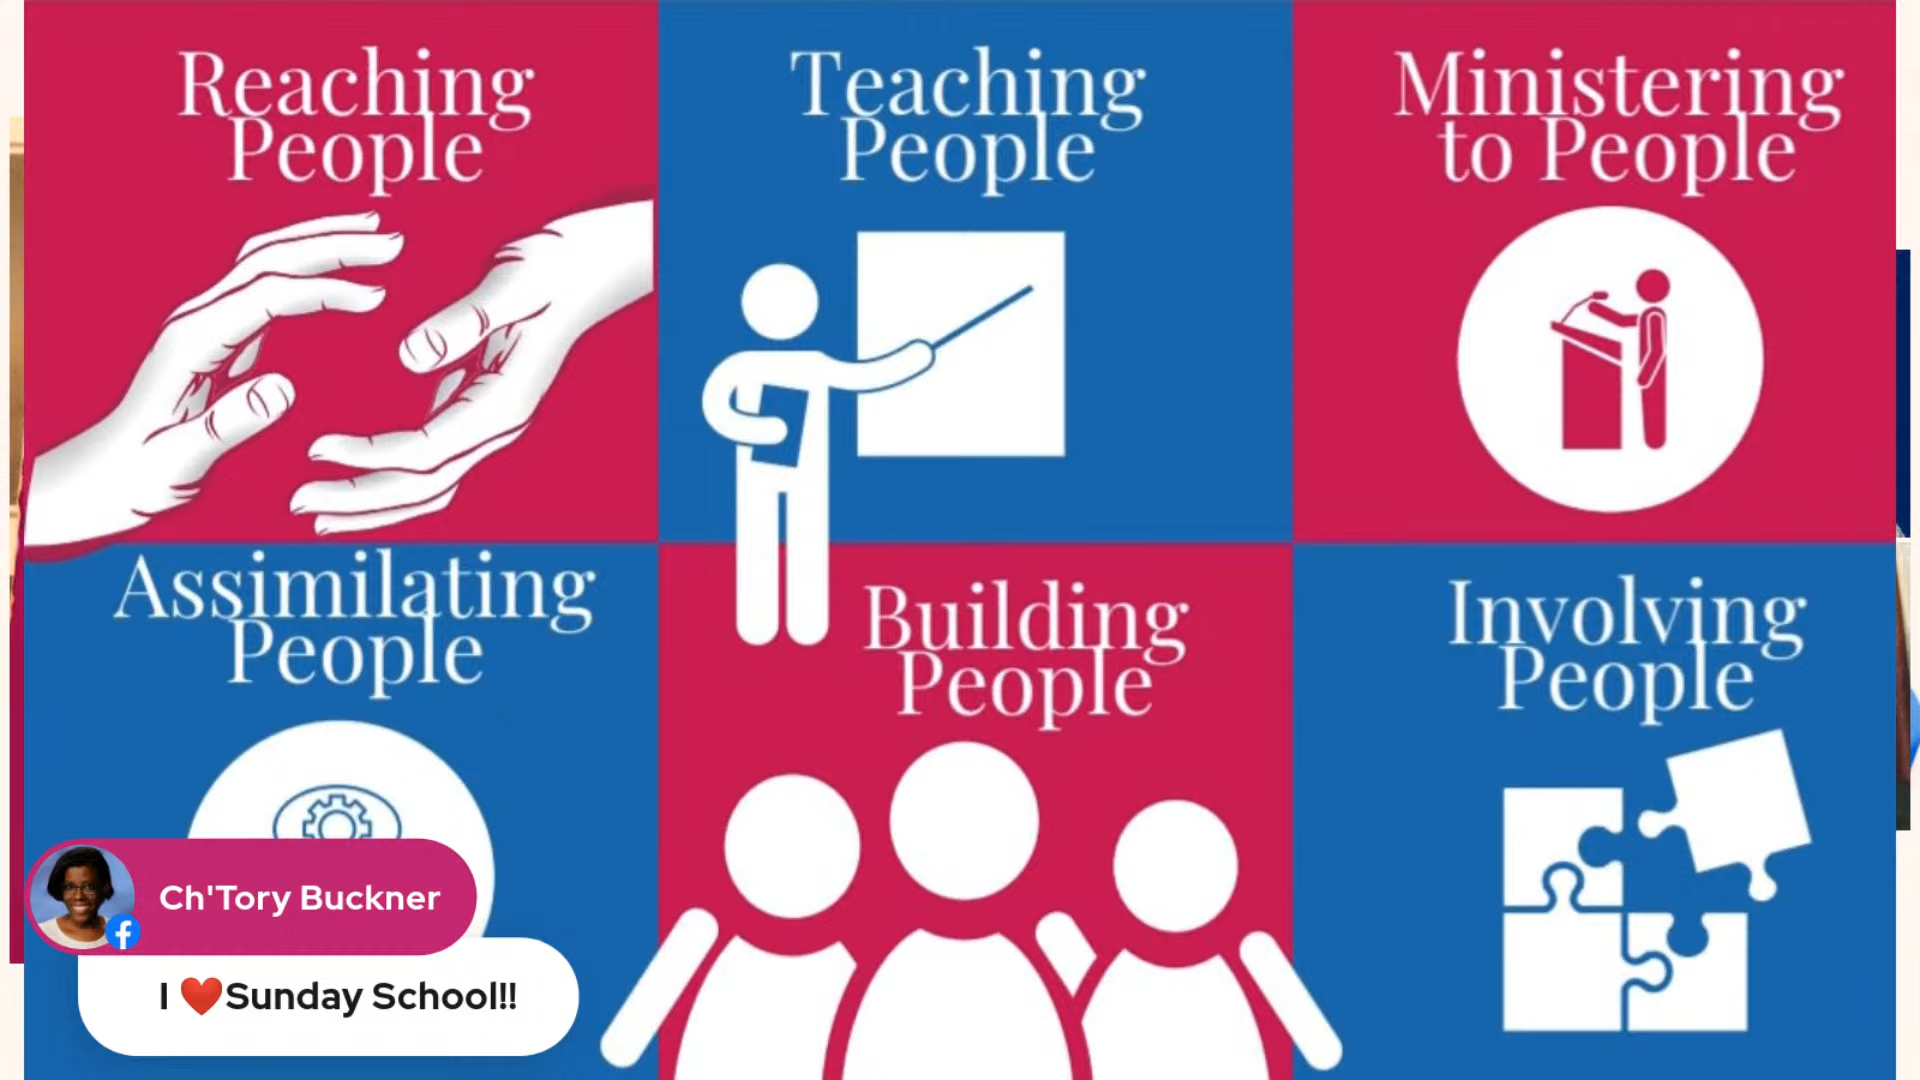 Reaching
People
Teaching
People
Ministering
to People
Assimilating
People
Building
People
Involving
People
Ch'Tory Buckner
I ❤️Sunday School!!